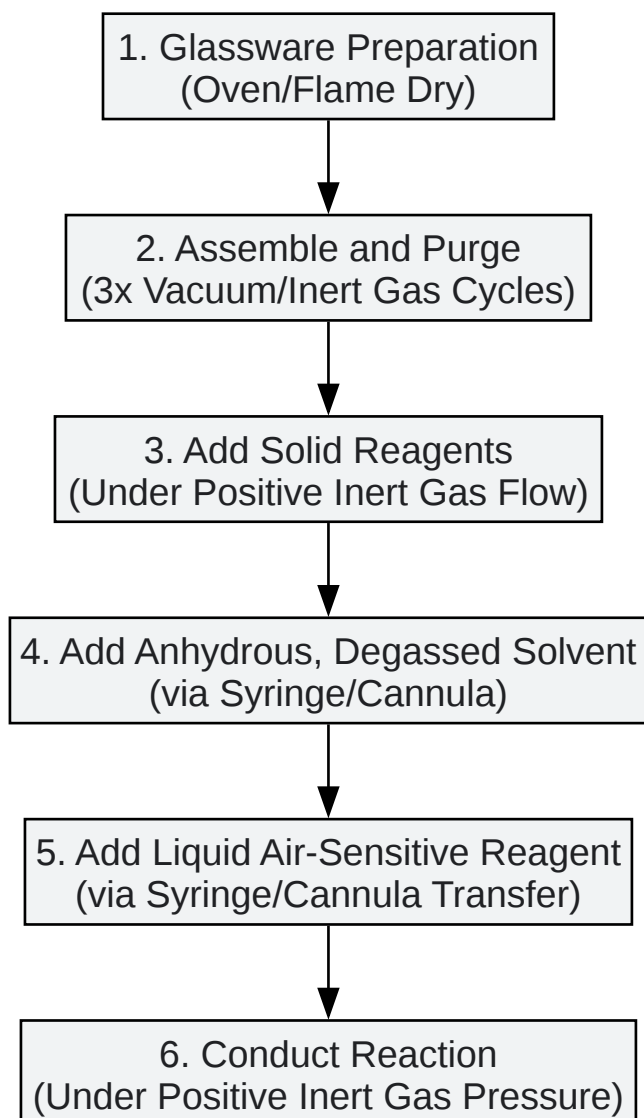 1. Glassware Preparation
(Oven/Flame Dry)
2. Assemble and Purge
(3x Vacuum/Inert Gas Cycles)
3. Add Solid Reagents
(Under Positive Inert Gas Flow)
4. Add Anhydrous, Degassed Solvent
(via Syringe/Cannula)
5. Add Liquid Air-Sensitive Reagent
(via Syringe/Cannula Transfer)
6. Conduct Reaction
(Under Positive Inert Gas Pressure)